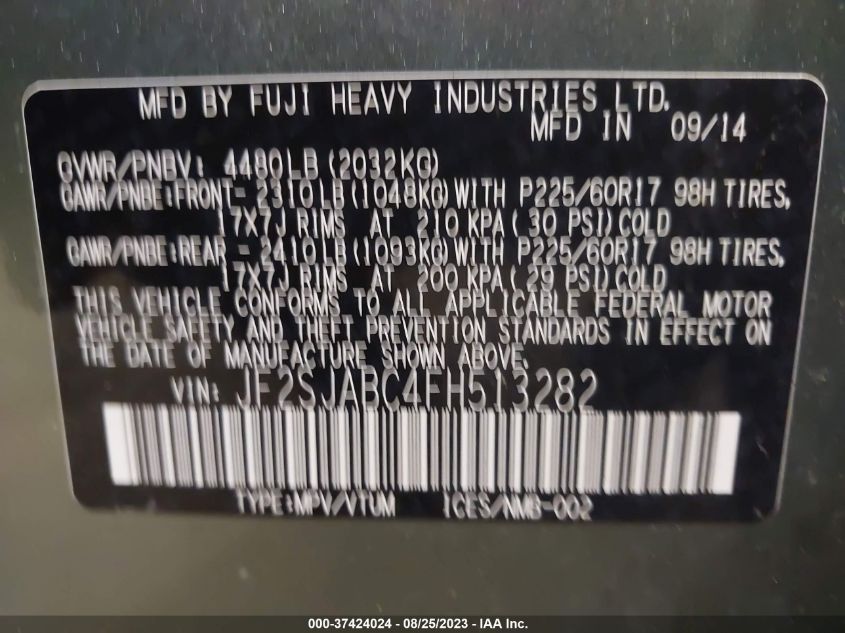 MFD BY FUJI HEAVY INDUSTRIES LTD.
MFD IN 09/14
GVWR/PNBV: 4480LB (2032KG)
GAWR/PNBE:FRONT- 2310LB(1048KG)WITH P225/60R17 98H TIRES,
17X7J RIMS AT 210 KPA( 30 PSI)COLD
GAWR/PNBE:REAR - 2410LB(1093KG)WITH P225/60R17 98H TIRES,
17X7J RIMS AT 200 KPA( 29 PSI)COLD
THIS VEHICLE CONFORMS TO ALL APPLICABLE FEDERAL MOTOR
VEHICLE SAFETY AND THEFT PREVENTION STANDARDS IN EFFECT ON
THE DATE OF MANUFACTURE SHOWN ABOVE.
VIN: JF2SJABC4FH513282
TYPE:MPV/VTUM ICES/NMB-002
000-37424024 - 08/25/2023 - IAA Inc.